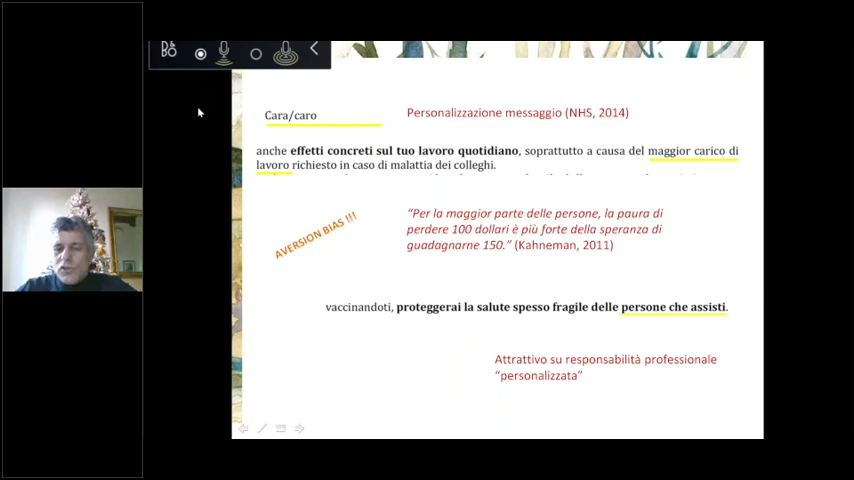 Cara/caro
Personalizzazione messaggio (NHS, 2014)
anche effetti concreti sul tuo lavoro quotidiano, soprattutto a causa del maggior carico di
lavoro richiesto in caso di malattia dei colleghi.
AVERSION BIAS !!!
“Per la maggior parte delle persone, la paura di
perdere 100 dollari è più forte della speranza di
guadagnarne 150.” (Kahneman, 2011)
vaccinandoti, proteggerai la salute spesso fragile delle persone che assisti.
Attrattivo su responsabilità professionale
“personalizzata”